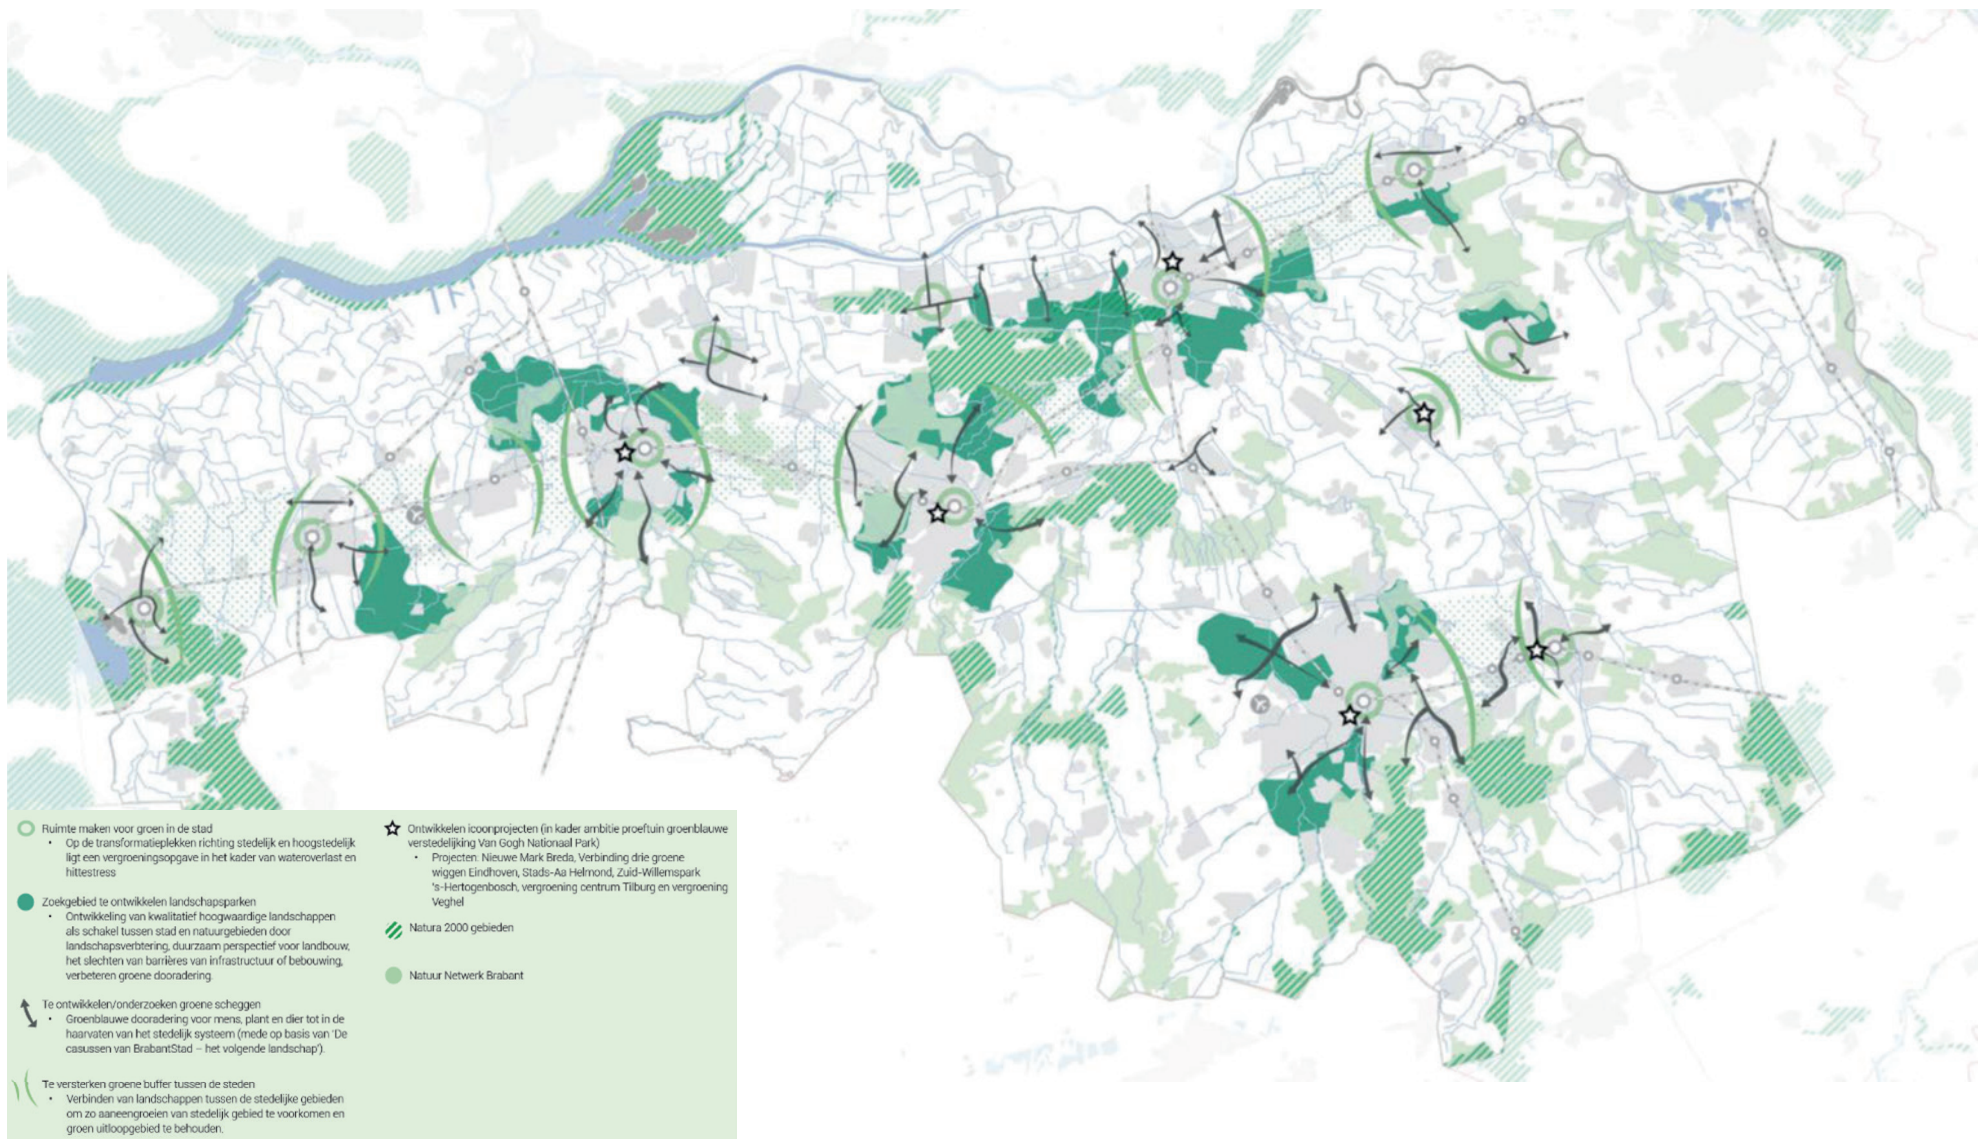 Ruimte maken voor groen in de stad
• Op de transformatieplekken richting stedelijk en hoogstedelijk
ligt een vergroeningsopgave in het kader van wateroverlast en
hittestress
Zoekgebied te ontwikkelen landschapsparken
• Ontwikkeling van kwalitatief hoogwaardige landschappen
als schakel tussen stad en natuurgebieden door
landschapsverbtering, duurzaam perspectief voor landbouw,
het slechten van barrières van infrastructuur of bebouwing,
verbeteren groene dooradering.
Te ontwikkelen/onderzoeken groene scheggen
• Groenblauwe dooradering voor mens, plant en dier tot in de
haarvaten van het stedelijk systeem (mede op basis van 'De
casussen van BrabantStad – het volgende landschap').
Te versterken groene buffer tussen de steden
• Verbinden van landschappen tussen de stedelijke gebieden
om zo aaneengroeien van stedelijk gebied te voorkomen en
groen uitloopgebied te behouden.
Ontwikkelen icoonprojecten (in kader ambitie proeftuin groenblauwe
verstedelijking Van Gogh Nationaal Park)
• Projecten: Nieuwe Mark Breda, Verbinding drie groene
wiggen Eindhoven, Stads-Aa Helmond, Zuid-Willemspark
's-Hertogenbosch, vergroening centrum Tilburg en vergroening
Veghel
Natura 2000 gebieden
Natuur Netwerk Brabant